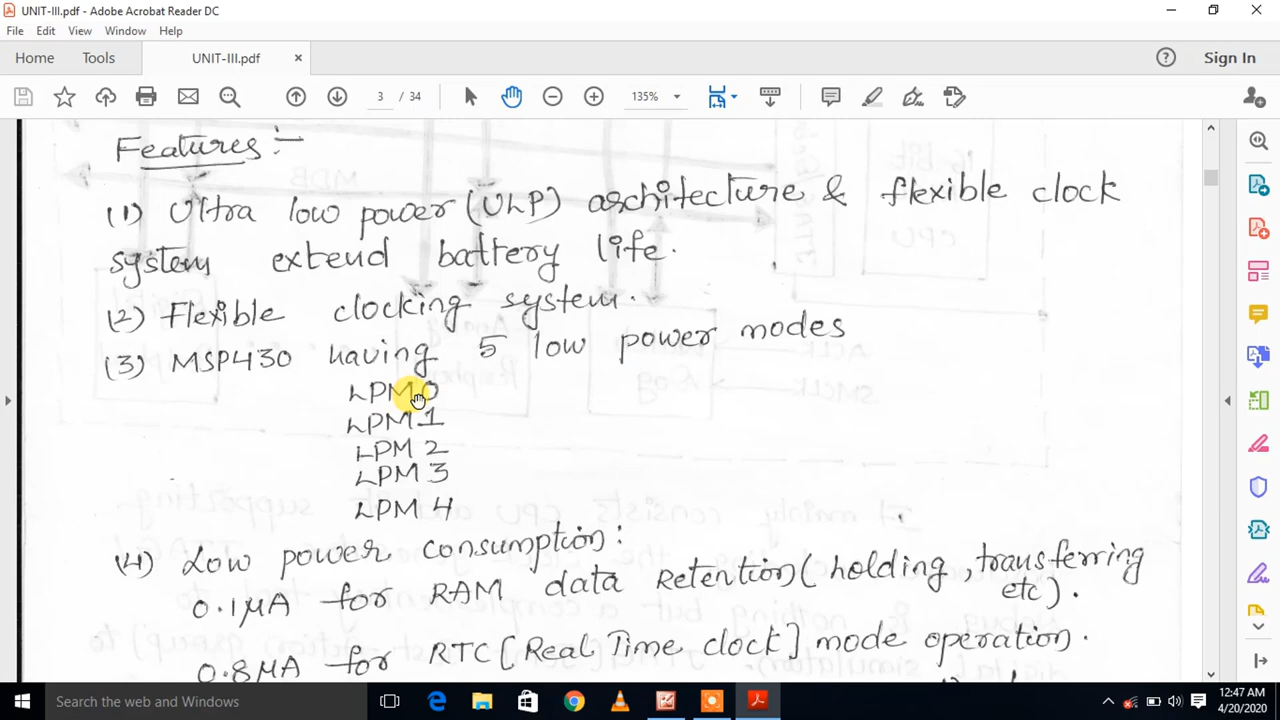 UNIT-III.pdf - Adobe Acrobat Reader DC
File Edit View Window Help
Home Tools UNIT-III.pdf Sign In
3 / 34 135%
Features :-
(1) Ultra low power (ULP) architecture & flexible clock
system extend battery life.
(2) Flexible clocking system.
(3) MSP430 having 5 low power modes
LPM 0
LPM 1
LPM 2
LPM 3
LPM 4
(4) Low power consumption :
0.1µA for RAM data Retention (holding, transferring
etc).
0.8µA for RTC [Real Time clock] mode operation.
Search the web and Windows
12:47 AM
4/20/2020